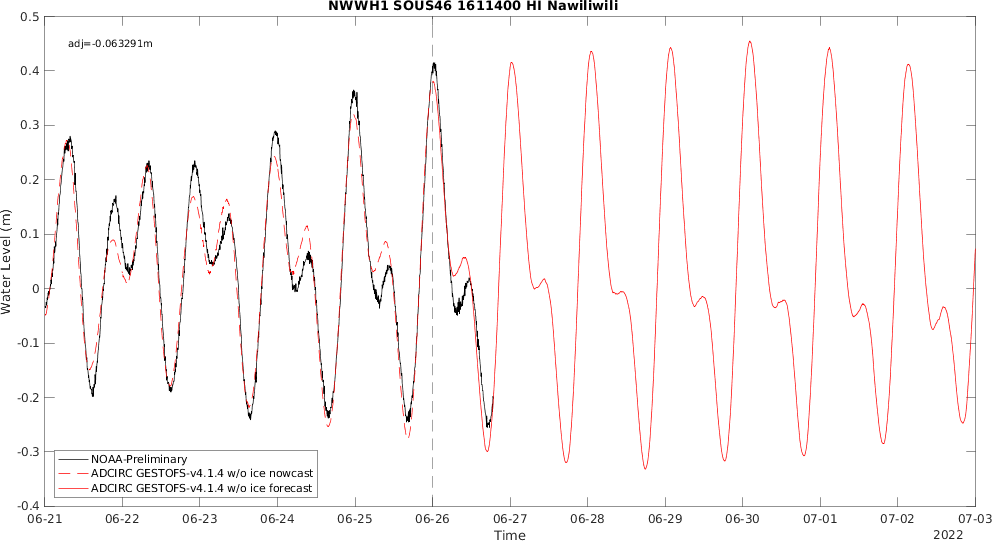 NWWH1 SOUS46 1611400 HI Nawiliwili
adj=-0.063291m
Water Level (m)
0.5
0.4
0.3
0.2
0.1
0
-0.1
-0.2
-0.3
-0.4
NOAA-Preliminary
ADCIRC GESTOFS-v4.1.4 w/o ice nowcast
ADCIRC GESTOFS-v4.1.4 w/o ice forecast
06-21 06-22 06-23 06-24 06-25 06-26 06-27 06-28 06-29 06-30 07-01 07-02 07-03
Time
2022